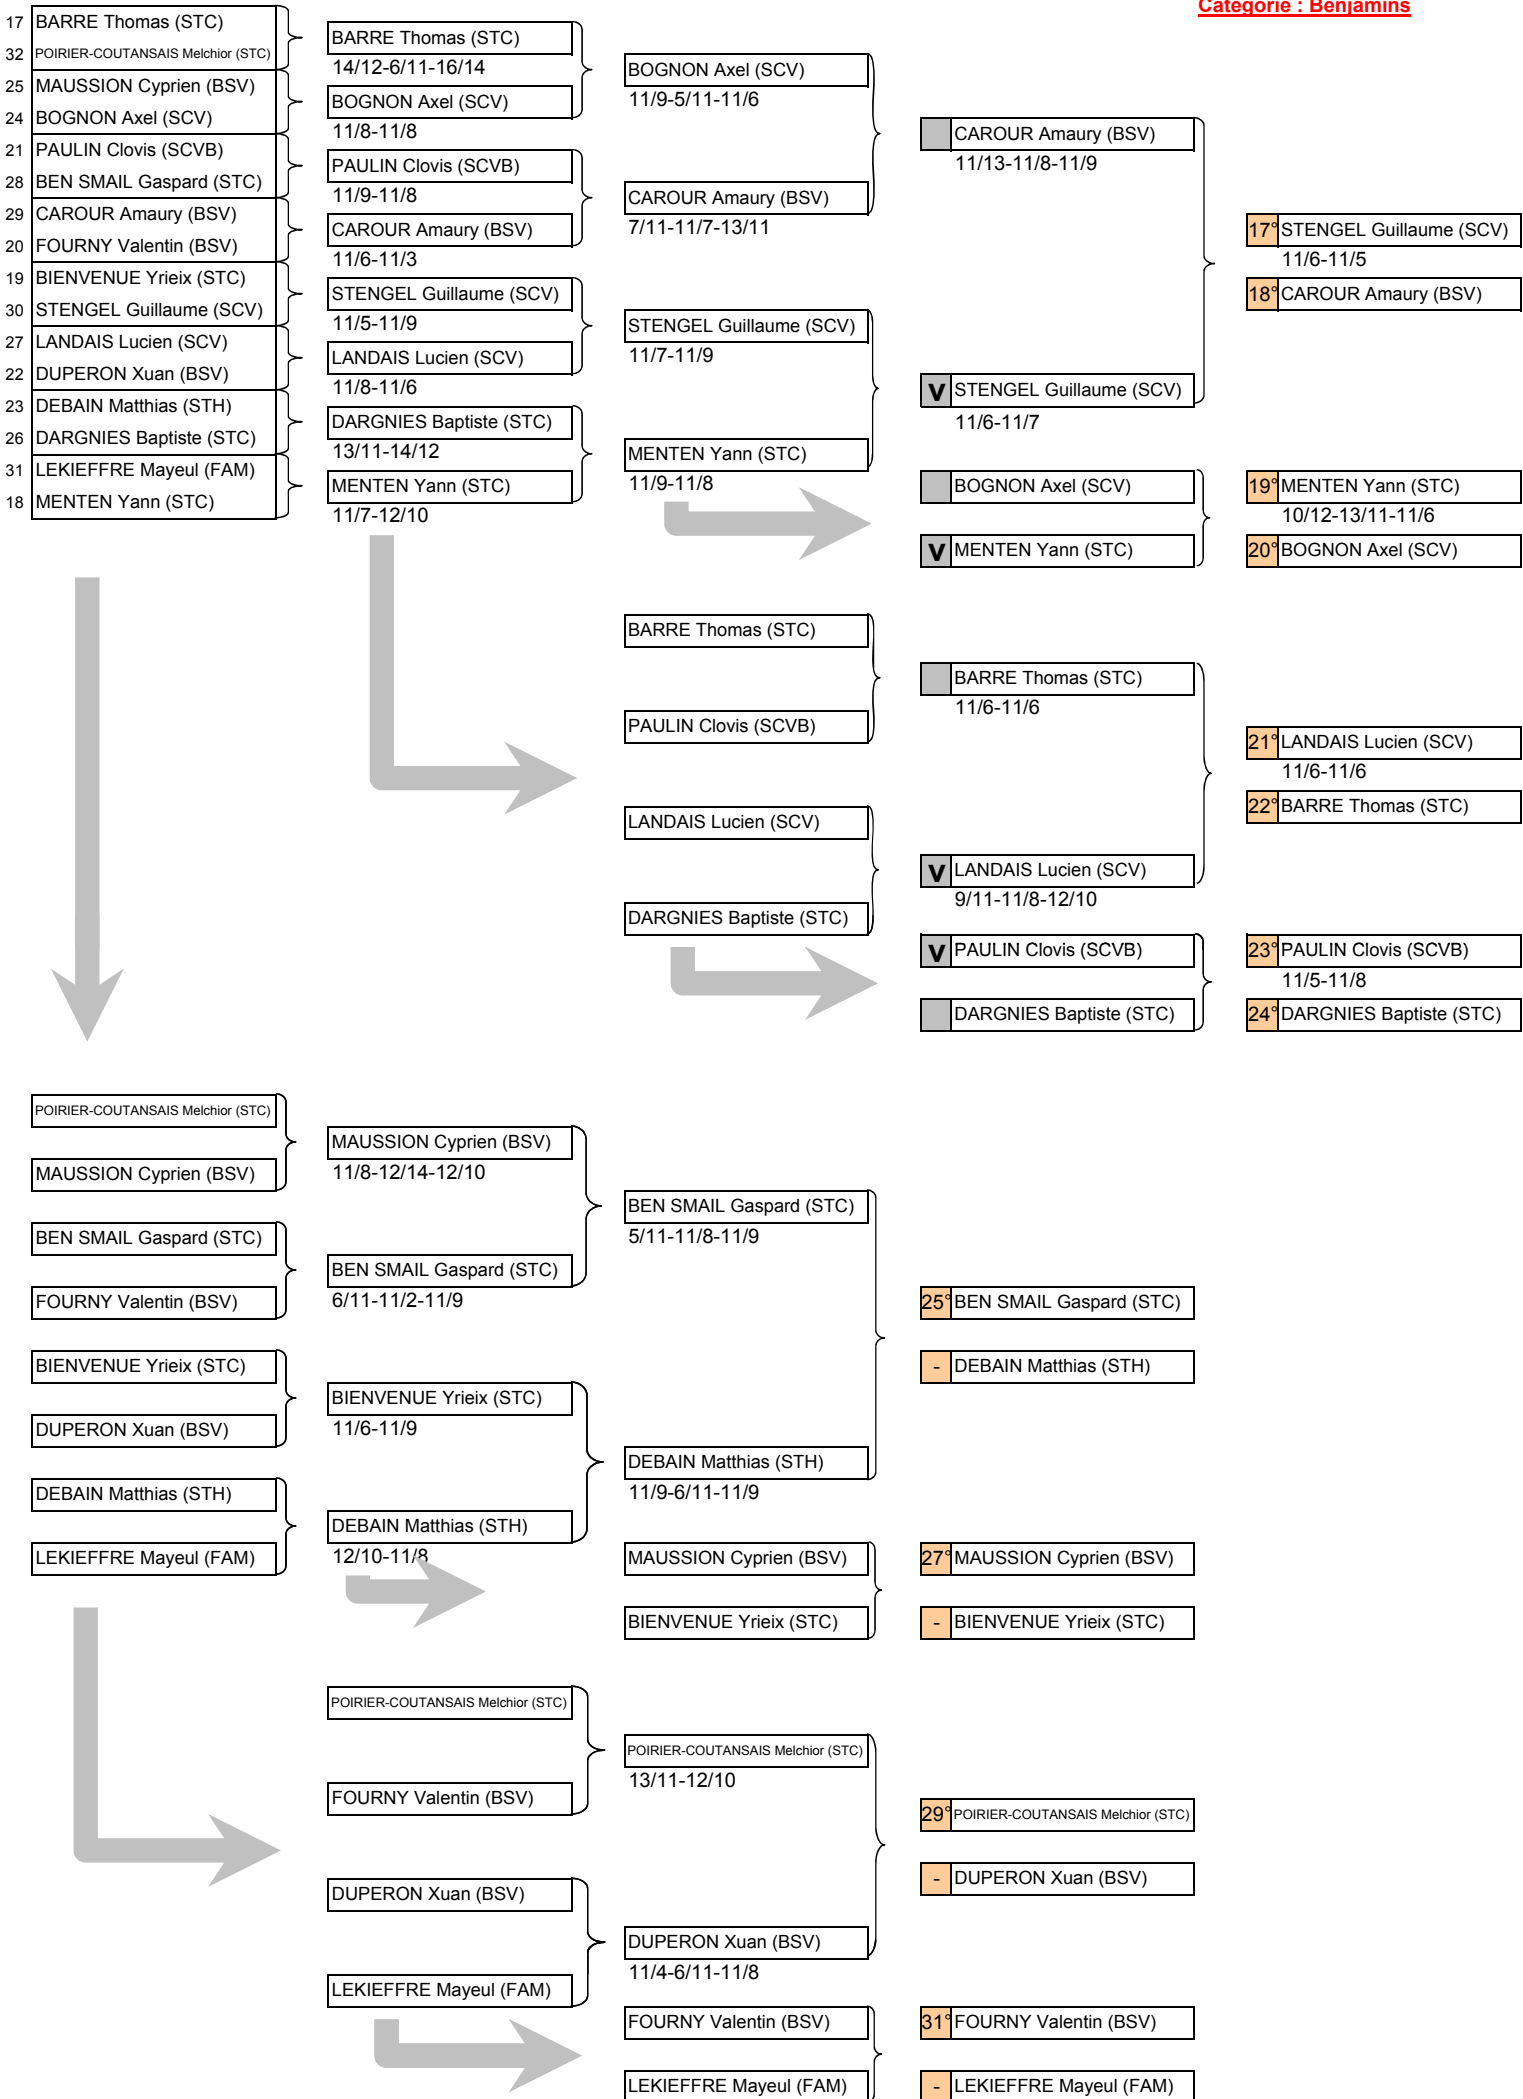 Catégorie : Benjamins
17 BARRE Thomas (STC)
32 POIRIER-COUTANSAIS Melchior (STC)
25 MAUSSION Cyprien (BSV)
24 BOGNON Axel (SCV)
21 PAULIN Clovis (SCVB)
28 BEN SMAIL Gaspard (STC)
29 CAROUR Amaury (BSV)
20 FOURNY Valentin (BSV)
19 BIENVENUE Yrieix (STC)
30 STENGEL Guillaume (SCV)
27 LANDAIS Lucien (SCV)
22 DUPERON Xuan (BSV)
23 DEBAIN Matthias (STH)
26 DARGNIES Baptiste (STC)
31 LEKIEFFRE Mayeul (FAM)
18 MENTEN Yann (STC)
BARRE Thomas (STC)
14/12-6/11-16/14
BOGNON Axel (SCV)
11/8-11/8
PAULIN Clovis (SCVB)
11/9-11/8
CAROUR Amaury (BSV)
11/6-11/3
STENGEL Guillaume (SCV)
11/5-11/9
LANDAIS Lucien (SCV)
11/8-11/6
DARGNIES Baptiste (STC)
13/11-14/12
MENTEN Yann (STC)
11/7-12/10
BOGNON Axel (SCV)
11/9-5/11-11/6
CAROUR Amaury (BSV)
7/11-11/7-13/11
STENGEL Guillaume (SCV)
11/7-11/9
MENTEN Yann (STC)
11/9-11/8
CAROUR Amaury (BSV)
11/13-11/8-11/9
V STENGEL Guillaume (SCV)
11/6-11/7
BOGNON Axel (SCV)
V MENTEN Yann (STC)
17° STENGEL Guillaume (SCV)
11/6-11/5
18° CAROUR Amaury (BSV)
19° MENTEN Yann (STC)
10/12-13/11-11/6
20° BOGNON Axel (SCV)
BARRE Thomas (STC)
PAULIN Clovis (SCVB)
LANDAIS Lucien (SCV)
DARGNIES Baptiste (STC)
BARRE Thomas (STC)
11/6-11/6
V LANDAIS Lucien (SCV)
9/11-11/8-12/10
V PAULIN Clovis (SCVB)
DARGNIES Baptiste (STC)
21° LANDAIS Lucien (SCV)
11/6-11/6
22° BARRE Thomas (STC)
23° PAULIN Clovis (SCVB)
11/5-11/8
24° DARGNIES Baptiste (STC)
POIRIER-COUTANSAIS Melchior (STC)
MAUSSION Cyprien (BSV)
BEN SMAIL Gaspard (STC)
FOURNY Valentin (BSV)
BIENVENUE Yrieix (STC)
DUPERON Xuan (BSV)
DEBAIN Matthias (STH)
LEKIEFFRE Mayeul (FAM)
MAUSSION Cyprien (BSV)
11/8-12/14-12/10
BEN SMAIL Gaspard (STC)
6/11-11/2-11/9
BIENVENUE Yrieix (STC)
11/6-11/9
DEBAIN Matthias (STH)
12/10-11/8
BEN SMAIL Gaspard (STC)
5/11-11/8-11/9
DEBAIN Matthias (STH)
11/9-6/11-11/9
MAUSSION Cyprien (BSV)
BIENVENUE Yrieix (STC)
25° BEN SMAIL Gaspard (STC)
- DEBAIN Matthias (STH)
27° MAUSSION Cyprien (BSV)
- BIENVENUE Yrieix (STC)
POIRIER-COUTANSAIS Melchior (STC)
FOURNY Valentin (BSV)
DUPERON Xuan (BSV)
LEKIEFFRE Mayeul (FAM)
POIRIER-COUTANSAIS Melchior (STC)
13/11-12/10
DUPERON Xuan (BSV)
11/4-6/11-11/8
FOURNY Valentin (BSV)
LEKIEFFRE Mayeul (FAM)
29° POIRIER-COUTANSAIS Melchior (STC)
- DUPERON Xuan (BSV)
31° FOURNY Valentin (BSV)
- LEKIEFFRE Mayeul (FAM)